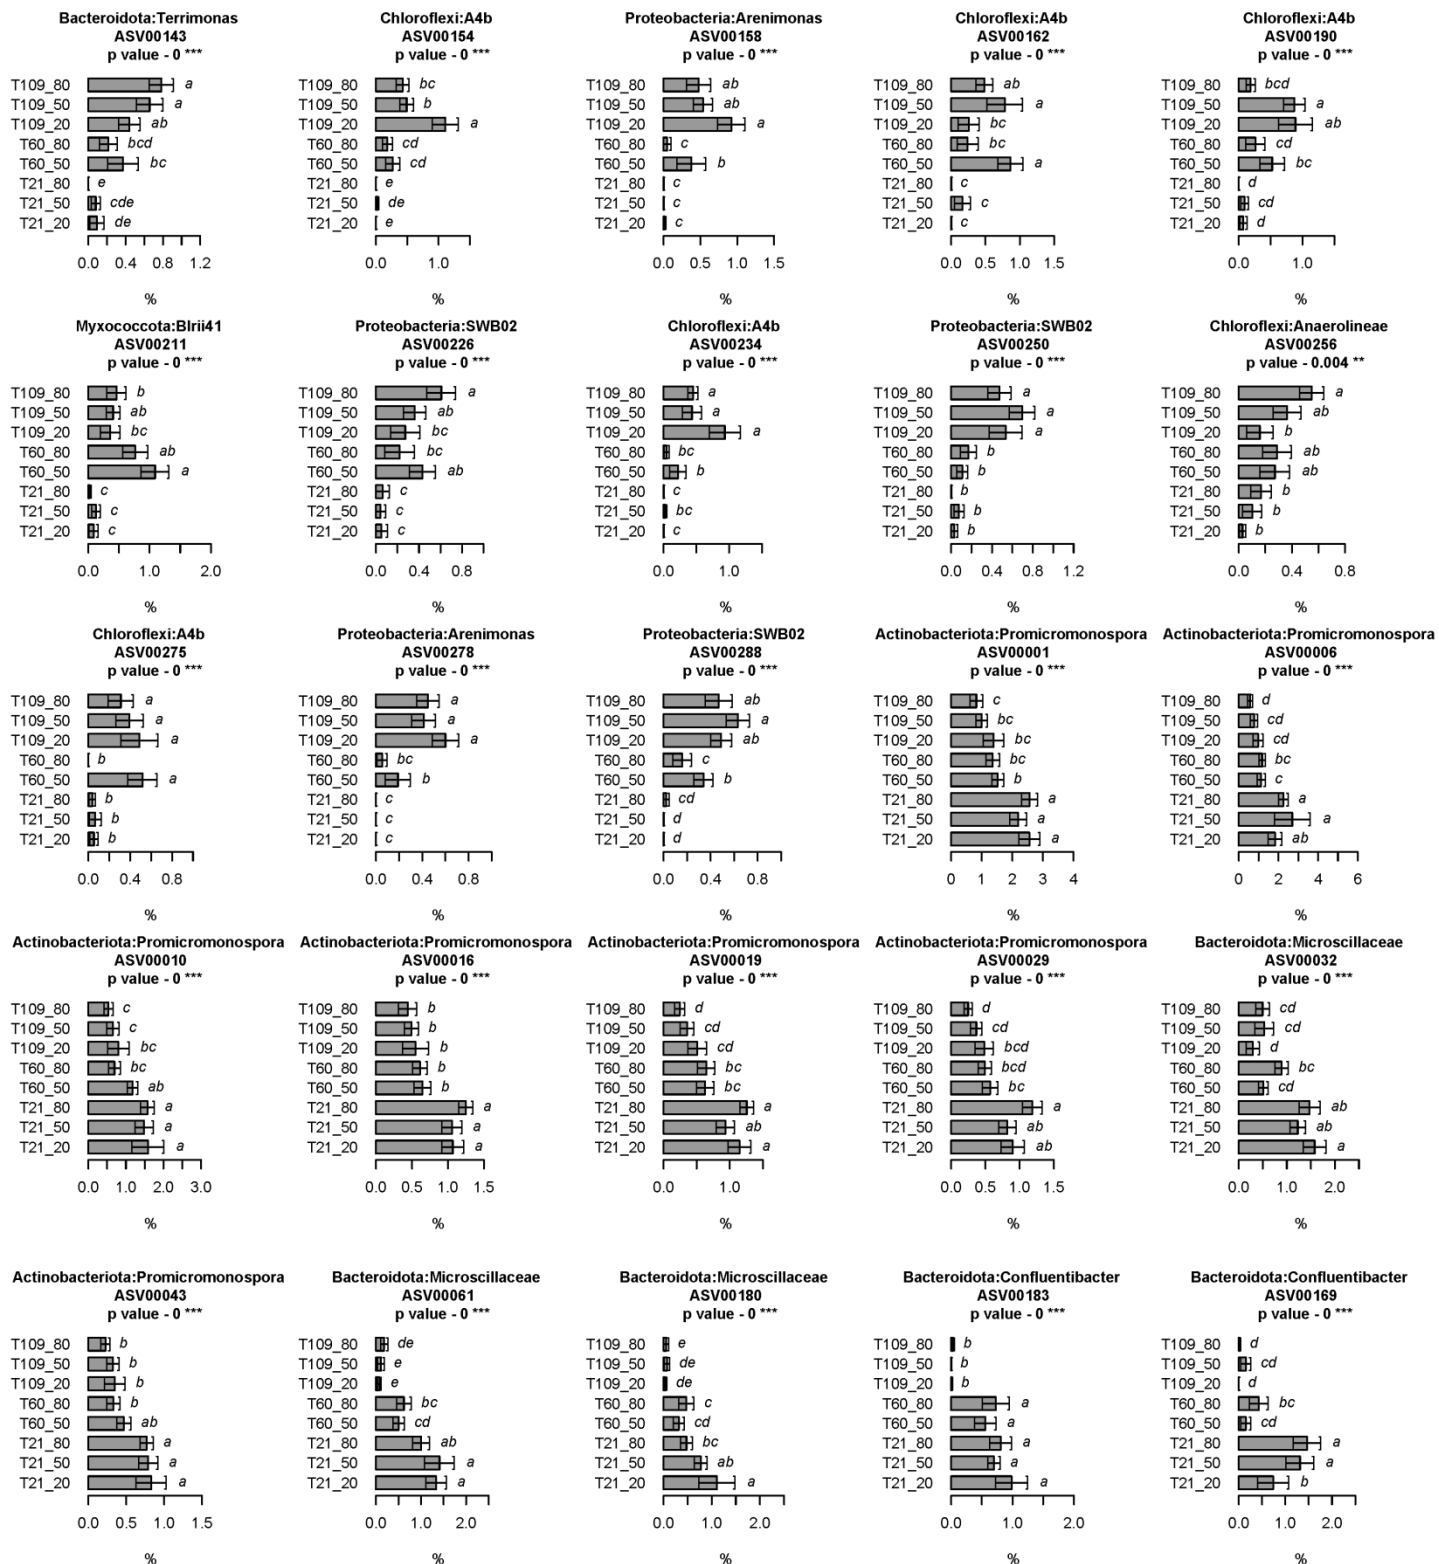 Bacteroidota:Terrimonas
ASV00143
p value - 0 ***
T109_80 a
T109_50 a
T109_20 ab
T60_80 bcd
T60_50 bc
T21_80 e
T21_50 cde
T21_20 de
0.0 0.4 0.8 1.2
%
Chloroflexi:A4b
ASV00154
p value - 0 ***
T109_80 bc
T109_50 b
T109_20 a
T60_80 cd
T60_50 cd
T21_80 e
T21_50 de
T21_20 e
0.0 1.0
%
Proteobacteria:Arenimonas
ASV00158
p value - 0 ***
T109_80 ab
T109_50 ab
T109_20 a
T60_80 c
T60_50 b
T21_80 c
T21_50 c
T21_20 c
0.0 0.5 1.0 1.5
%
Chloroflexi:A4b
ASV00162
p value - 0 ***
T109_80 ab
T109_50 a
T109_20 bc
T60_80 bc
T60_50 a
T21_80 c
T21_50 c
T21_20 c
0.0 0.5 1.0 1.5
%
Chloroflexi:A4b
ASV00190
p value - 0 ***
T109_80 bcd
T109_50 a
T109_20 ab
T60_80 cd
T60_50 bc
T21_80 d
T21_50 cd
T21_20 d
0.0 1.0
%
Myxococcota:BIrii41
ASV00211
p value - 0 ***
T109_80 b
T109_50 ab
T109_20 bc
T60_80 ab
T60_50 a
T21_80 c
T21_50 c
T21_20 c
0.0 1.0 2.0
%
Proteobacteria:SWB02
ASV00226
p value - 0 ***
T109_80 a
T109_50 ab
T109_20 bc
T60_80 bc
T60_50 ab
T21_80 c
T21_50 c
T21_20 c
0.0 0.4 0.8
%
Chloroflexi:A4b
ASV00234
p value - 0 ***
T109_80 a
T109_50 a
T109_20 a
T60_80 bc
T60_50 b
T21_80 c
T21_50 bc
T21_20 c
0.0 1.0
%
Proteobacteria:SWB02
ASV00250
p value - 0 ***
T109_80 a
T109_50 a
T109_20 a
T60_80 b
T60_50 b
T21_80 b
T21_50 b
T21_20 b
0.0 0.4 0.8 1.2
%
Chloroflexi:Anaerolineae
ASV00256
p value - 0.004 **
T109_80 a
T109_50 ab
T109_20 b
T60_80 ab
T60_50 ab
T21_80 b
T21_50 b
T21_20 b
0.0 0.4 0.8
%
Chloroflexi:A4b
ASV00275
p value - 0 ***
T109_80 a
T109_50 a
T109_20 a
T60_80 b
T60_50 a
T21_80 b
T21_50 b
T21_20 b
0.0 0.4 0.8
%
Proteobacteria:Arenimonas
ASV00278
p value - 0 ***
T109_80 a
T109_50 a
T109_20 a
T60_80 bc
T60_50 b
T21_80 c
T21_50 c
T21_20 c
0.0 0.4 0.8
%
Proteobacteria:SWB02
ASV00288
p value - 0 ***
T109_80 ab
T109_50 a
T109_20 ab
T60_80 c
T60_50 b
T21_80 cd
T21_50 d
T21_20 d
0.0 0.4 0.8
%
Actinobacteriota:Promicromonospora
ASV00001
p value - 0 ***
T109_80 c
T109_50 bc
T109_20 bc
T60_80 bc
T60_50 b
T21_80 a
T21_50 a
T21_20 a
0 1 2 3 4
%
Actinobacteriota:Promicromonospora
ASV00006
p value - 0 ***
T109_80 d
T109_50 cd
T109_20 cd
T60_80 bc
T60_50 c
T21_80 a
T21_50 a
T21_20 ab
0 2 4 6
%
Actinobacteriota:Promicromonospora
ASV00010
p value - 0 ***
T109_80 c
T109_50 c
T109_20 bc
T60_80 bc
T60_50 ab
T21_80 a
T21_50 a
T21_20 a
0.0 1.0 2.0 3.0
%
Actinobacteriota:Promicromonospora
ASV00016
p value - 0 ***
T109_80 b
T109_50 b
T109_20 b
T60_80 b
T60_50 b
T21_80 a
T21_50 a
T21_20 a
0.0 0.5 1.0 1.5
%
Actinobacteriota:Promicromonospora
ASV00019
p value - 0 ***
T109_80 d
T109_50 cd
T109_20 cd
T60_80 bc
T60_50 bc
T21_80 a
T21_50 ab
T21_20 a
0.0 1.0
%
Actinobacteriota:Promicromonospora
ASV00029
p value - 0 ***
T109_80 d
T109_50 cd
T109_20 bcd
T60_80 bcd
T60_50 bc
T21_80 a
T21_50 ab
T21_20 ab
0.0 0.5 1.0 1.5
%
Bacteroidota:Microscillaceae
ASV00032
p value - 0 ***
T109_80 cd
T109_50 cd
T109_20 d
T60_80 bc
T60_50 cd
T21_80 ab
T21_50 ab
T21_20 a
0.0 1.0 2.0
%
Actinobacteriota:Promicromonospora
ASV00043
p value - 0 ***
T109_80 b
T109_50 b
T109_20 b
T60_80 b
T60_50 ab
T21_80 a
T21_50 a
T21_20 a
0.0 0.5 1.0 1.5
%
Bacteroidota:Microscillaceae
ASV00061
p value - 0 ***
T109_80 de
T109_50 e
T109_20 e
T60_80 bc
T60_50 cd
T21_80 ab
T21_50 a
T21_20 a
0.0 1.0 2.0
%
Bacteroidota:Microscillaceae
ASV00180
p value - 0 ***
T109_80 e
T109_50 de
T109_20 de
T60_80 c
T60_50 cd
T21_80 bc
T21_50 ab
T21_20 a
0.0 1.0 2.0
%
Bacteroidota:Confluentibacter
ASV00183
p value - 0 ***
T109_80 b
T109_50 b
T109_20 b
T60_80 a
T60_50 a
T21_80 a
T21_50 a
T21_20 a
0.0 1.0 2.0
%
Bacteroidota:Confluentibacter
ASV00169
p value - 0 ***
T109_80 d
T109_50 cd
T109_20 d
T60_80 bc
T60_50 cd
T21_80 a
T21_50 a
T21_20 b
0.0 1.0 2.0
%